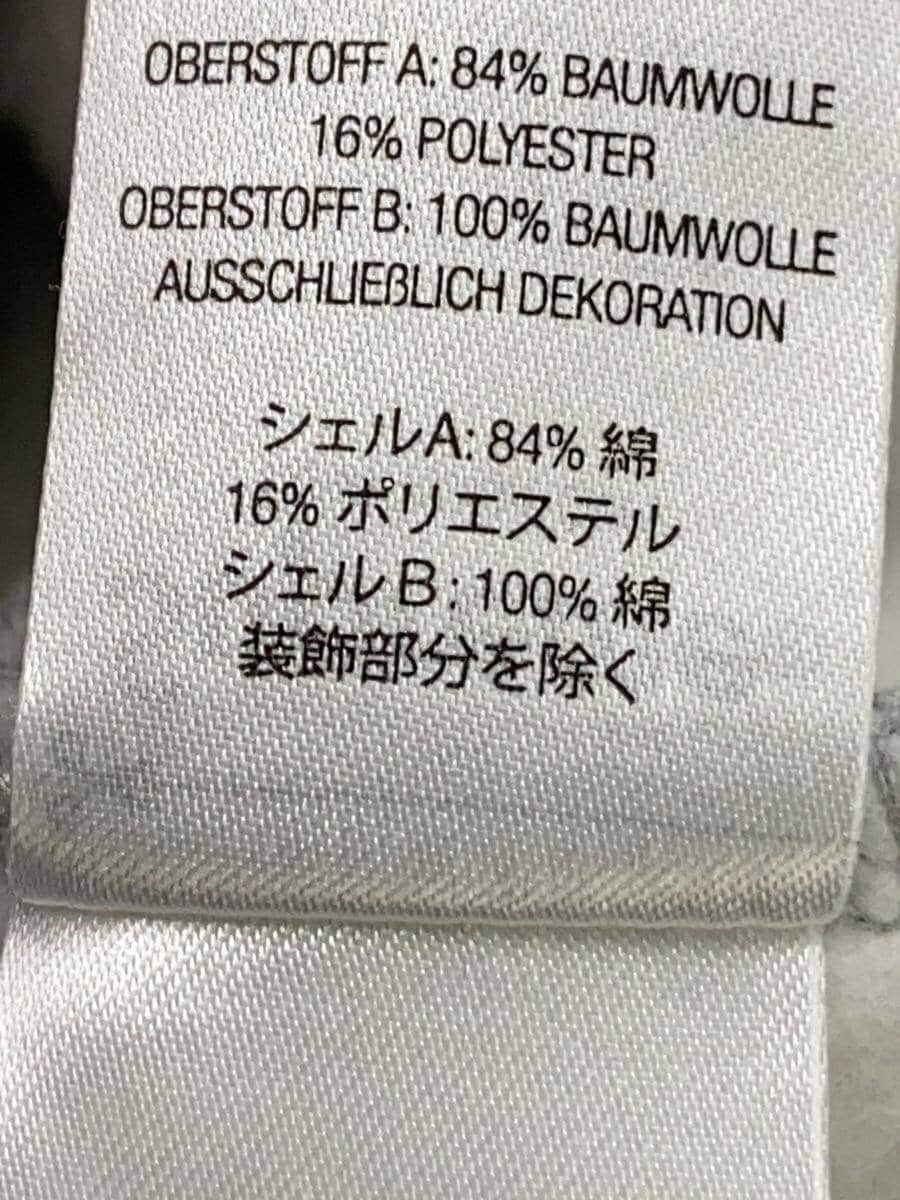 OBERSTOFF A: 84% BAUMWOLLE
16% POLYESTER
OBERSTOFF B: 100% BAUMWOLLE
AUSSCHLIEßLICH DEKORATION
シェルA: 84% 綿
16% ポリエステル
シェルB: 100% 綿
装飾部分を除く